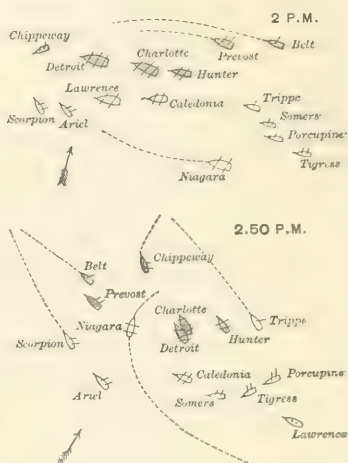 2 P.M.
Chippeway
Belt
Prevost
Charlotte
Detroit
Hunter
Lawrence
Caledonia
Trippe
Scorpion
Ariel
Somers
Porcupine
Tigress
Niagara
2.50 P.M.
Chippeway
Belt
Prevost
Charlotte
Niagara
Trippe
Scorpion
Detroit
Hunter
Caledonia
Porcupine
Ariel
Somers
Tigress
Lawrence